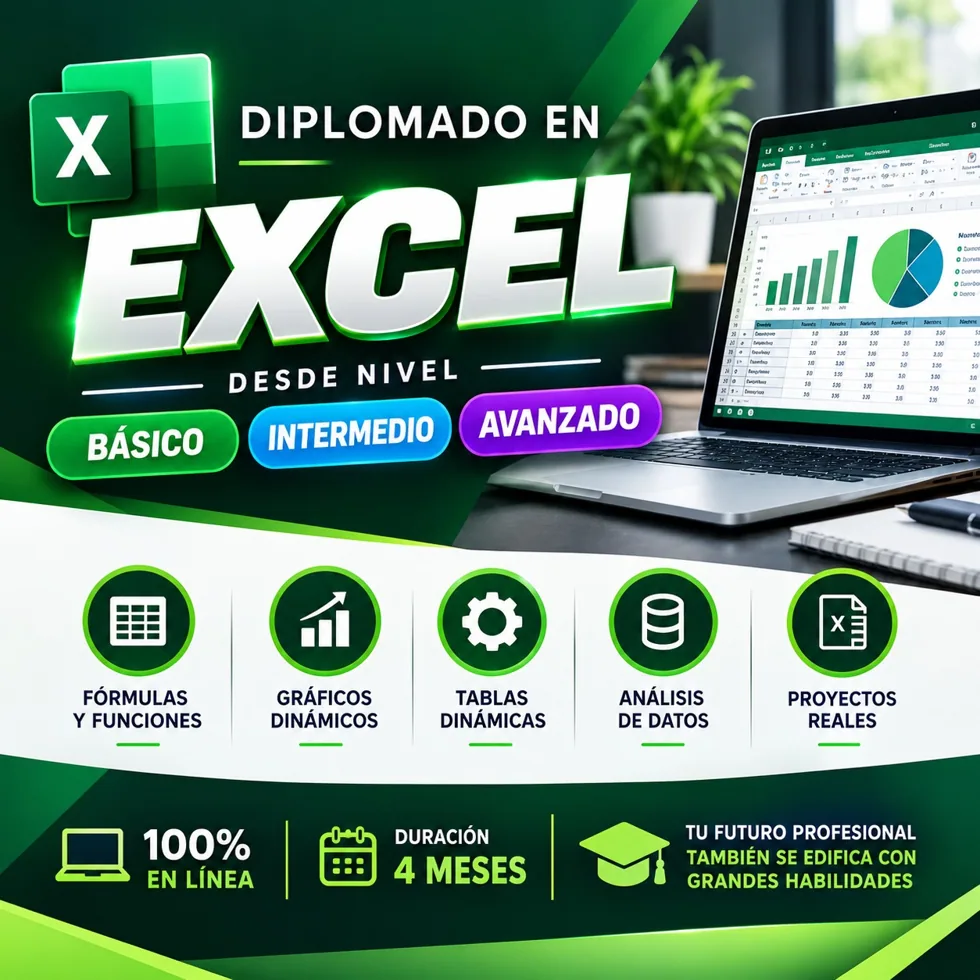 X
DIPLOMADO EN
EXCEL
DESDE NIVEL
BÁSICO
INTERMEDIO
AVANZADO
FÓRMULAS
Y FUNCIONES
GRÁFICOS
DINÁMICOS
TABLAS
DINÁMICAS
ANÁLISIS
DE DATOS
X
PROYECTOS
REALES
100%
EN LÍNEA
DURACIÓN
4 MESES
TU FUTURO PROFESIONAL
TAMBIÉN SE EDIFICA CON
GRANDES HABILIDADES